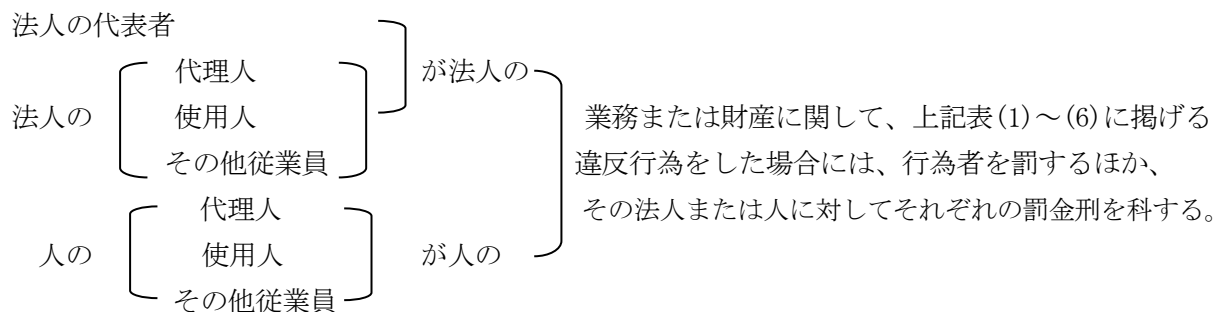 法人の代表者
代理人
法人の 使用人 が法人の
その他従業員
代理人
人の 使用人 が人の
その他従業員
業務または財産に関して、上記表(1)～(6)に掲げる
違反行為をした場合には、行為者を罰するほか、
その法人または人に対してそれぞれの罰金刑を科する。